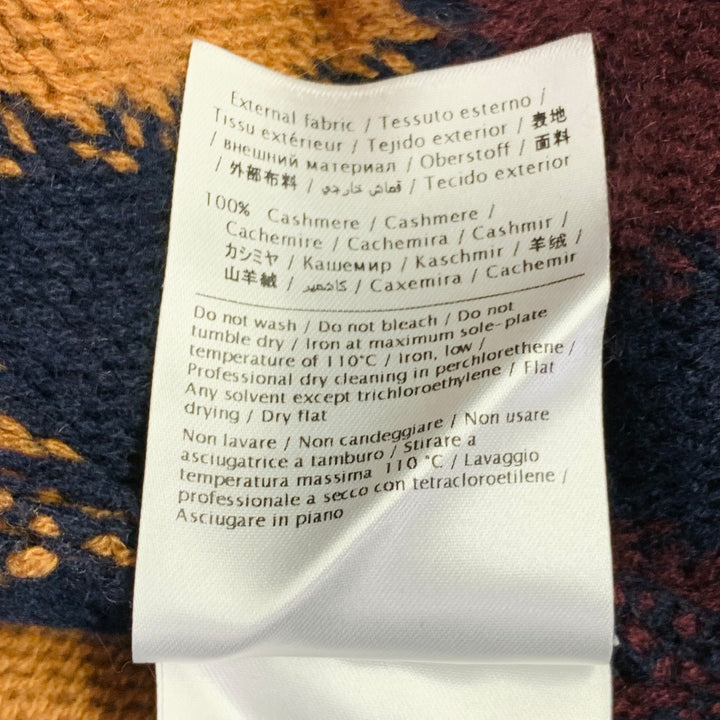 External fabric / Tessuto esterno /
Tissu extérieur / Tejido exterior / 表地
/ внешний материал / Oberstoff / 面料
/ 外部布料 / قماش خارجي / Tecido exterior
100% Cashmere / Cashmere /
Cachemire / Cachemira / Cashmir /
カシミヤ / Кашемир / Kaschmir / 羊绒 /
山羊絨 / كاشمير / Caxemira / Cachemir
Do not wash / Do not bleach / Do not
tumble dry / Iron at maximum sole-plate
temperature of 110°C / Iron, low /
Professional dry cleaning in perchlorethene /
Any solvent except trichloroethylene / Flat
drying / Dry flat
Non lavare / Non candeggiare / Non usare
asciugatrice a tamburo / Stirare a
temperatura massima 110 °C / Lavaggio
professionale a secco con tetracloroetilene /
Asciugare in piano